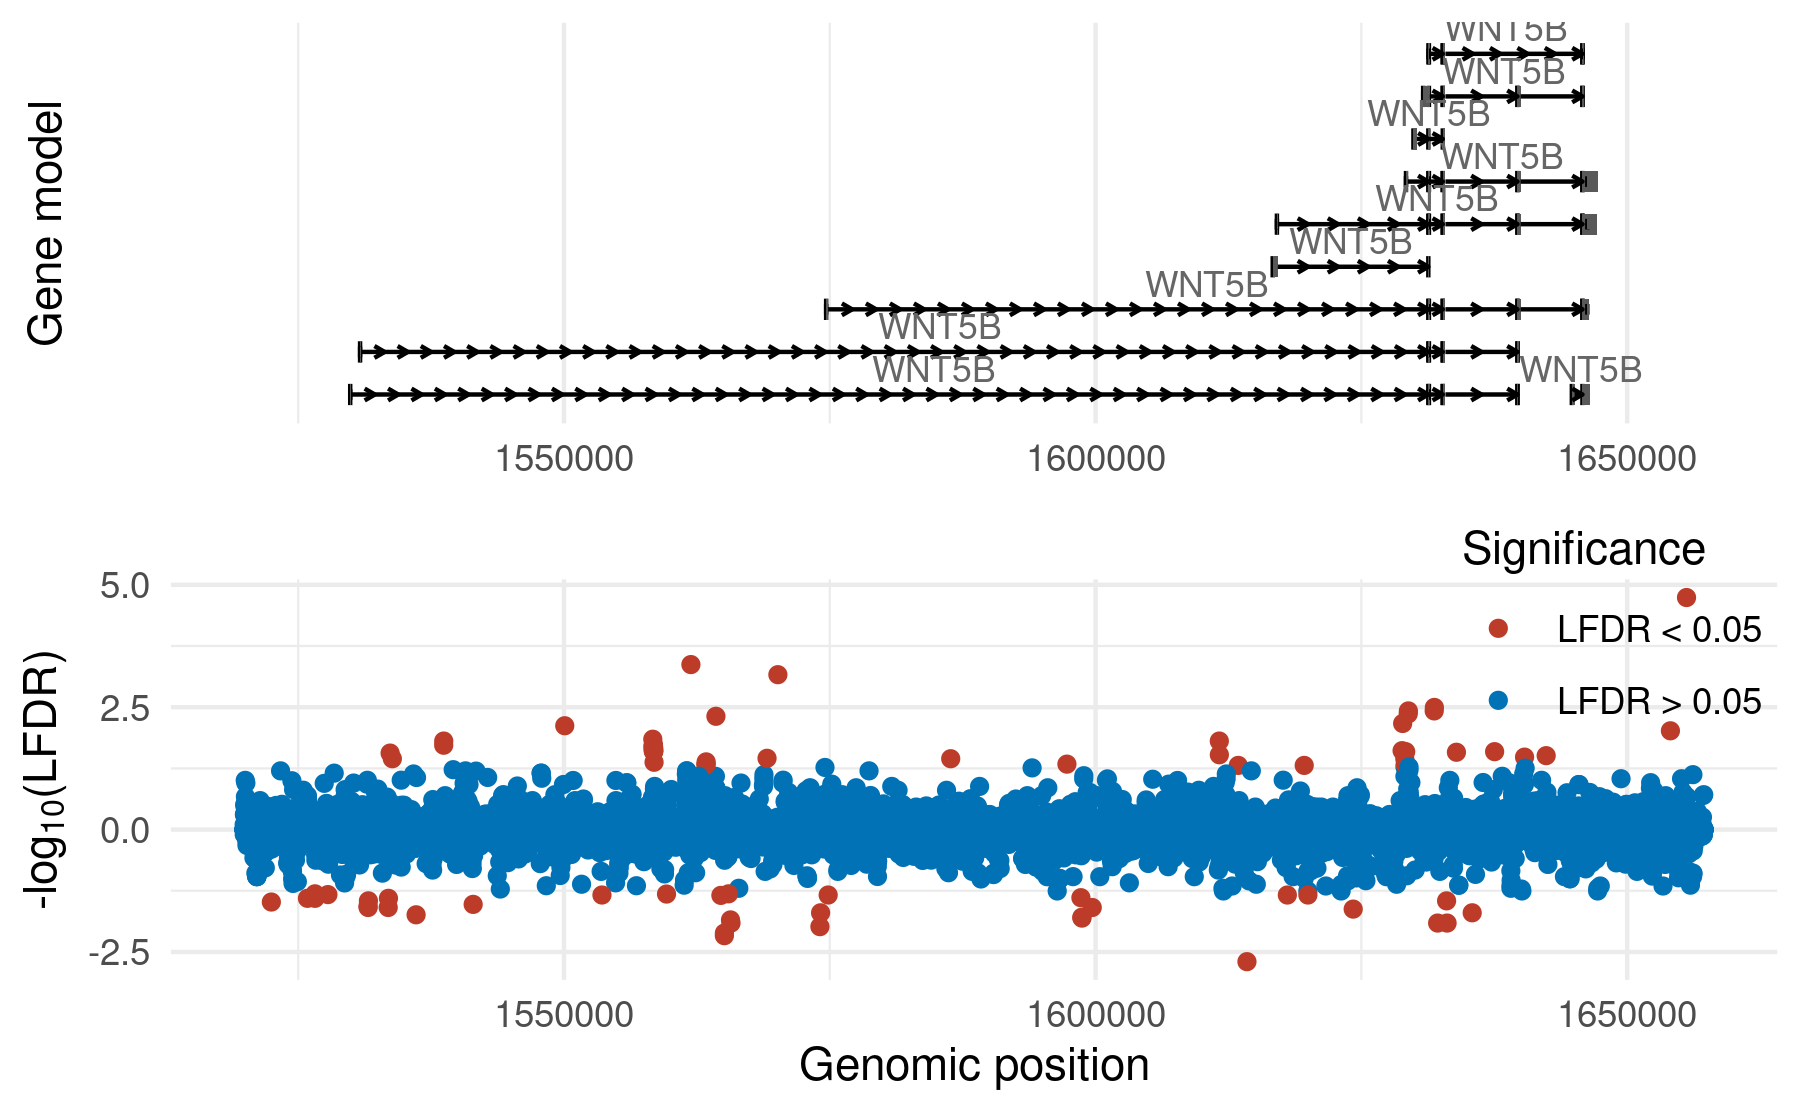 WNT5B
WNT5B
WNT5B
WNT5B
WNT5B
WNT5B
WNT5B
WNT5B
WNT5B WNT5B
Gene model
1550000 1600000 1650000
Significance
LFDR < 0.05
LFDR > 0.05
5.0
2.5
0.0
-2.5
-log10(LFDR)
1550000 1600000 1650000
Genomic position